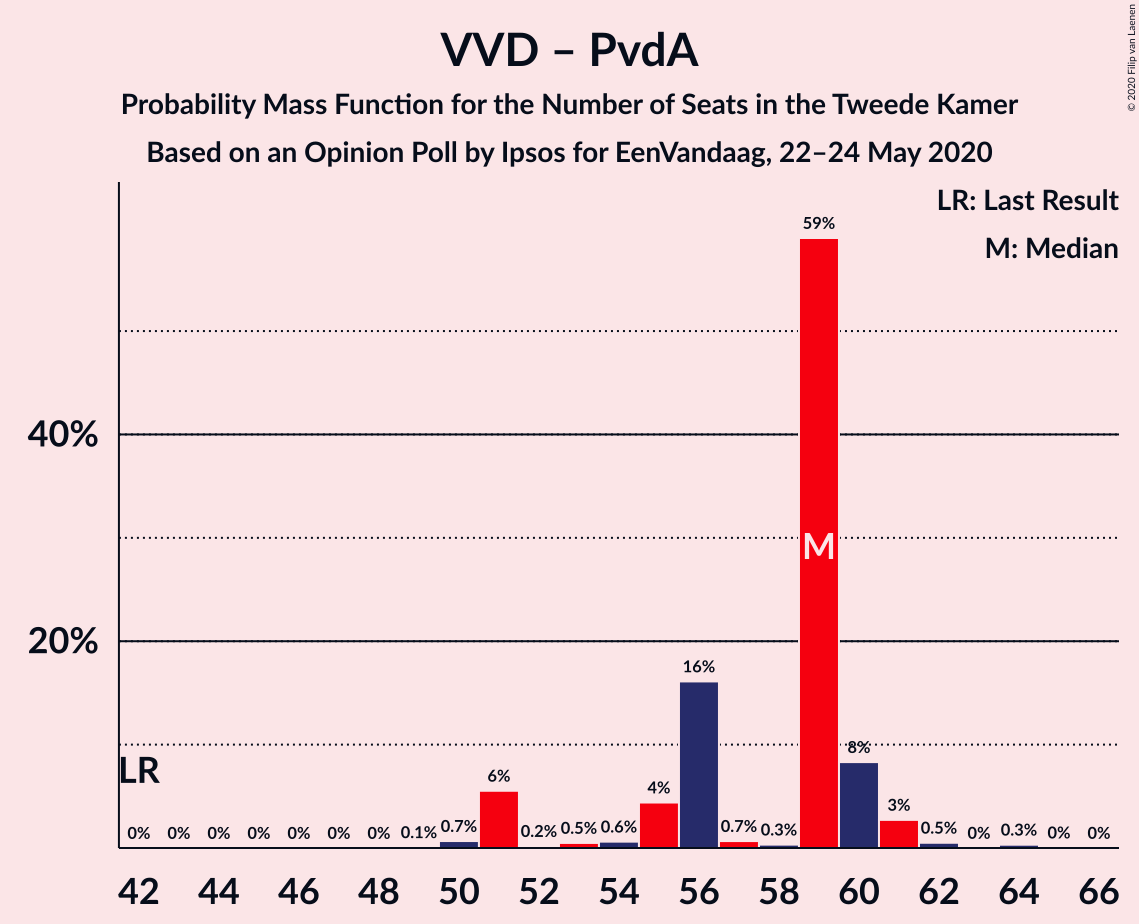 VVD – PvdA
Probability Mass Function for the Number of Seats in the Tweede Kamer
Based on an Opinion Poll by Ipsos for EenVandaag, 22–24 May 2020
© 2020 Filip van Laenen
LR: Last Result
M: Median
59%
40%
M
20%
16%
8%
LR
6%
4%
3%
0% 0% 0% 0% 0% 0% 0% 0.1% 0.7% 0.2% 0.5% 0.6% 0.7% 0.3% 0.5% 0% 0.3% 0% 0%
42 44 46 48 50 52 54 56 58 60 62 64 66